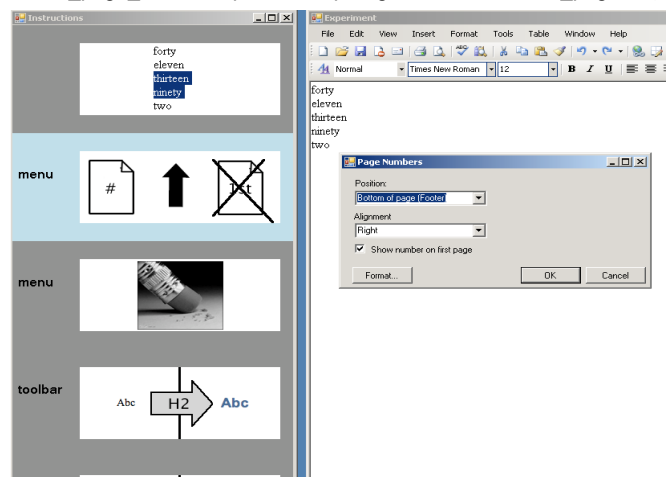 Instructions
forty
eleven
thirteen
ninety
two
menu
#
1st
menu
toolbar
Abc
H2
Abc
Experiment
File Edit View Insert Format Tools Table Window Help
Normal Times New Roman 12 B I U
forty
eleven
thirteen
ninety
two
Page Numbers
Position:
Bottom of page (Footer
Alignment
Right
Show number on first page
Format...
OK
Cancel